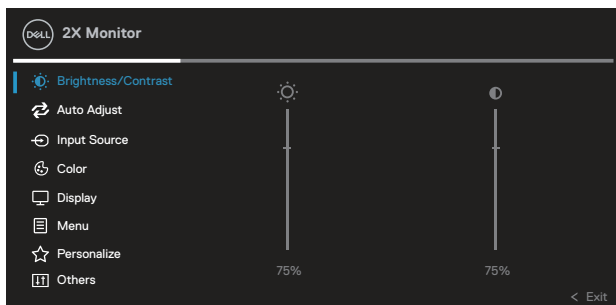 DELL 2X Monitor
Brightness/Contrast
Auto Adjust
Input Source
Color
Display
Menu
Personalize
Others
75% 75%
< Exit